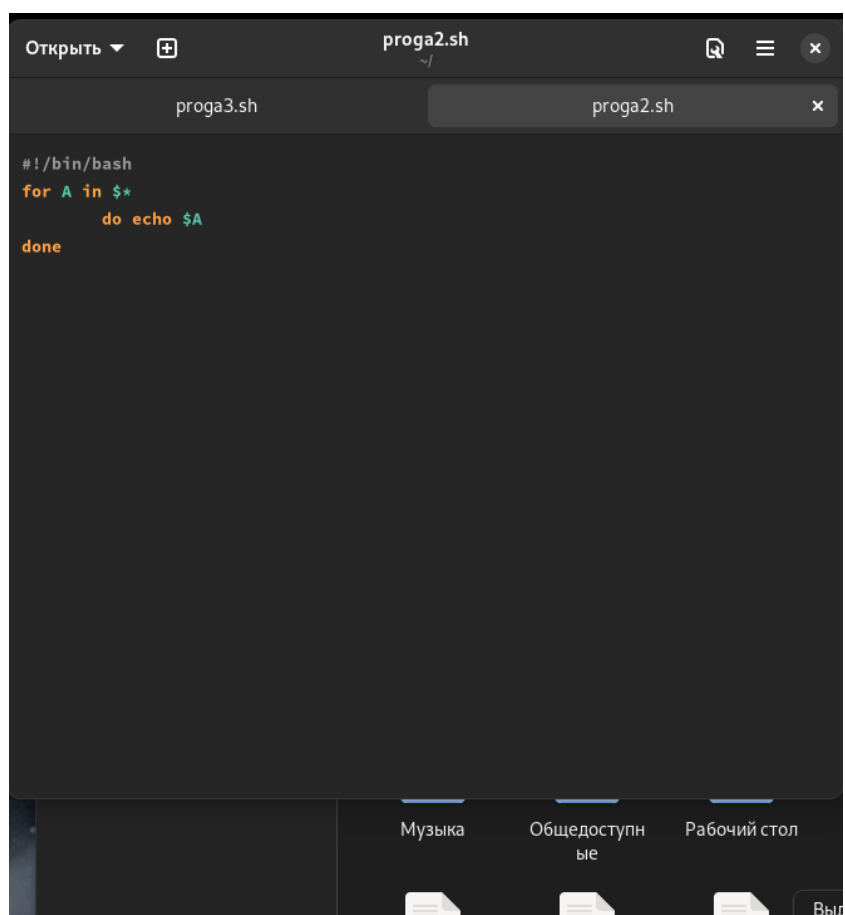 Открыть
proga2.sh
~/
proga3.sh
proga2.sh
#!/bin/bash
for A in $*
do echo $A
done
Музыка
Общедоступн
ые
Рабочий стол